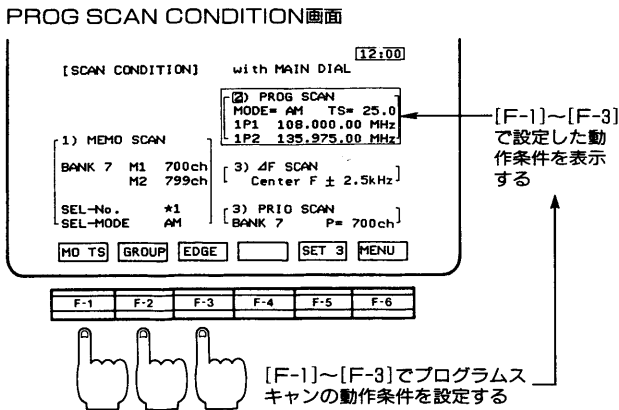 PROG SCAN CONDITION画面
12:00
[SCAN CONDITION] with MAIN DIAL
2) PROG SCAN
MODE= AM TS= 25.0
1P1 108.000.00 MHz
1P2 135.975.00 MHz
1) MEMO SCAN
BANK 7 M1 700ch
M2 799ch
SEL-No. *1
SEL-MODE AM
3) ⊿F SCAN
Center F ± 2.5kHz
3) PRIO SCAN
BANK 7 P= 700ch
MO TS GROUP EDGE SET 3 MENU
F-1 F-2 F-3 F-4 F-5 F-6
[F-1]~[F-3]
で設定した動
作条件を表示
する
[F-1]~[F-3]でプログラムス
キャンの動作条件を設定する